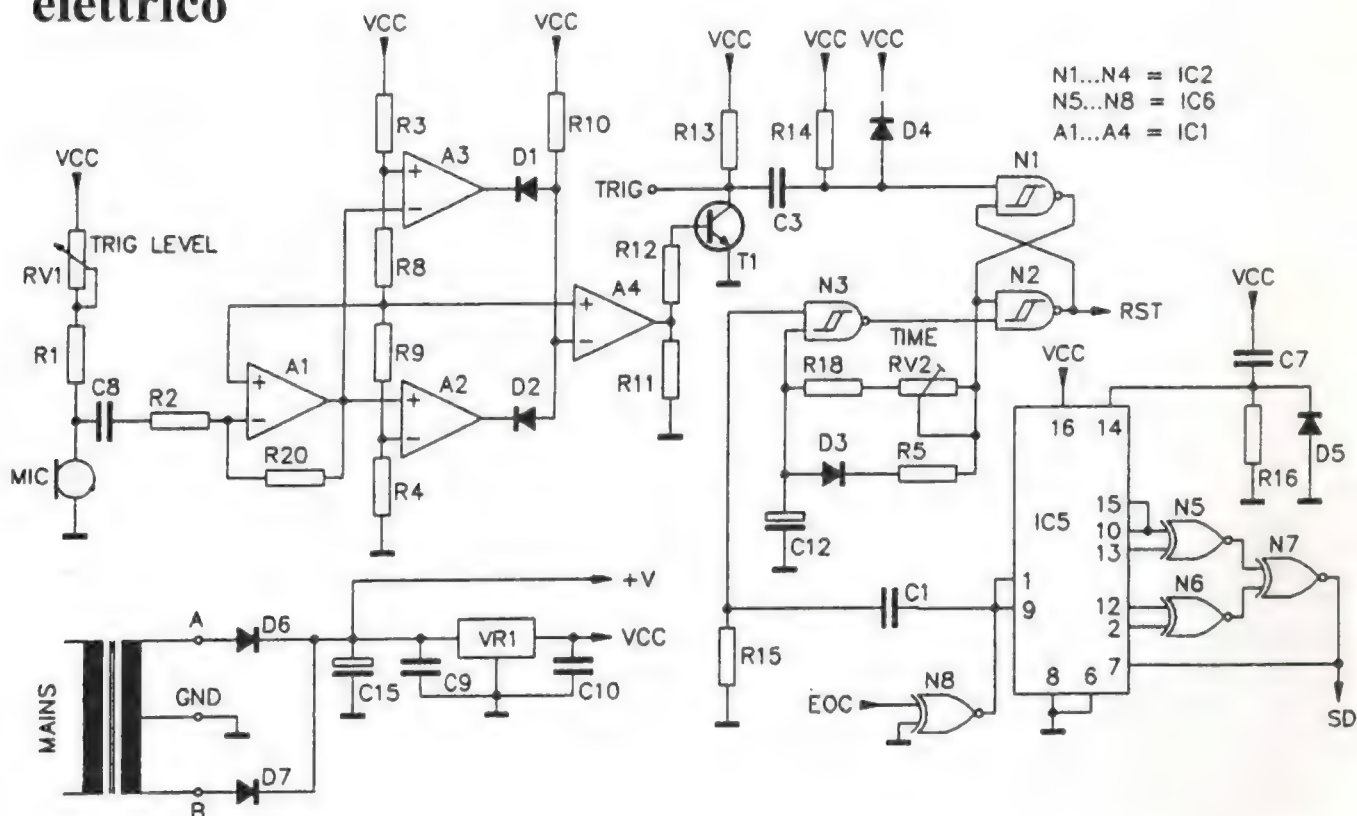 elettrico
VCC
VCC
VCC
VCC
VCC
N1...N4 = IC2
N5...N8 = IC6
A1...A4 = IC1
R3
R10
R13
R14
D4
VCC
A3
D1
N1
TRIG
C3
TRIG LEVEL
RV1
R8
R12
T1
N3
N2
RST
VCC
A4
R1
A1
R9
A2
D2
TIME
C8
R2
R11
R18
RV2
VCC
C7
16
14
R20
D3
R5
R16
D5
MIC
R4
C12
IC5
15
10
13
N5
N7
+V
C1
1
9
12
2
N6
A
D6
VR1
VCC
R15
7
C15
C9
C10
GND
N8
8
6
EOC
SD
MAINS
D7
B
+
-
+
-
+
-
+
-